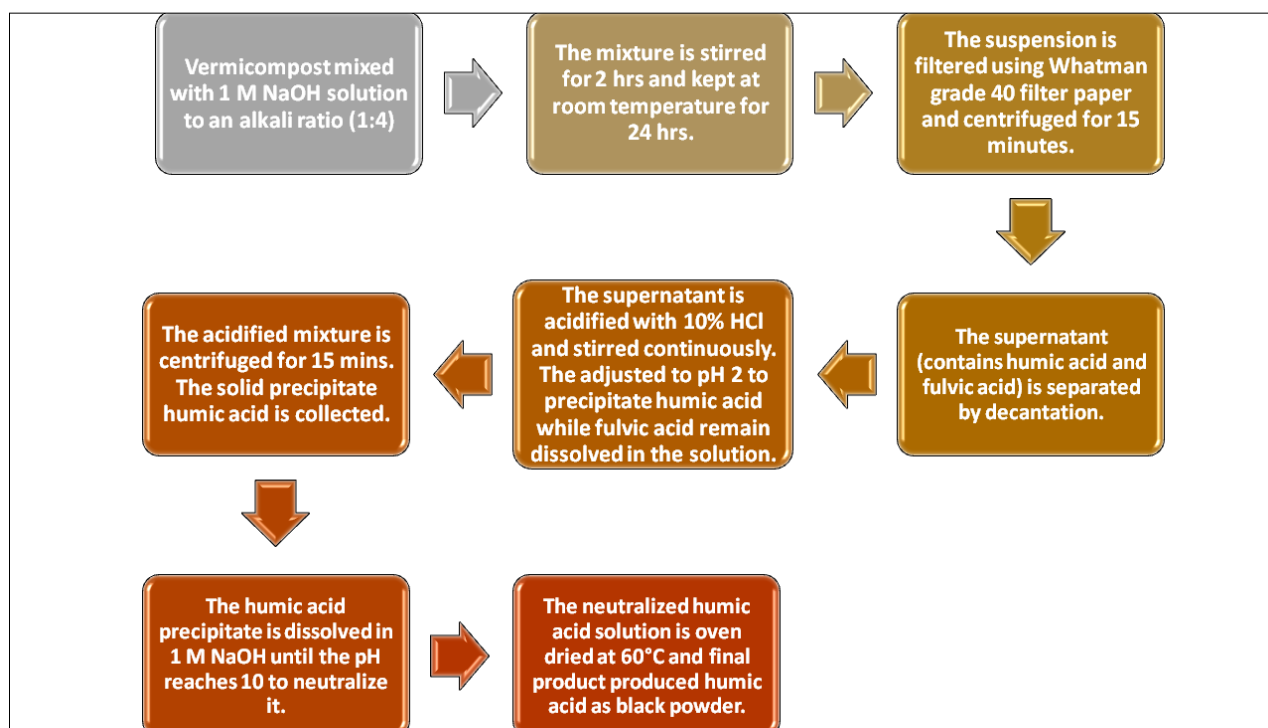 Vermicompost mixed
with 1 M NaOH solution
to an alkali ratio (1:4)
The mixture is stirred
for 2 hrs and kept at
room temperature for
24 hrs.
The suspension is
filtered using Whatman
grade 40 filter paper
and centrifuged for 15
minutes.
The supernatant
(contains humic acid and
fulvic acid) is separated
by decantation.
The supernatant is
acidified with 10% HCl
and stirred continuously.
The adjusted to pH 2 to
precipitate humic acid
while fulvic acid remain
dissolved in the solution.
The acidified mixture is
centrifuged for 15 mins.
The solid precipitate
humic acid is collected.
The humic acid
precipitate is dissolved in
1 M NaOH until the pH
reaches 10 to neutralize
it.
The neutralized humic
acid solution is oven
dried at 60°C and final
product produced humic
acid as black powder.